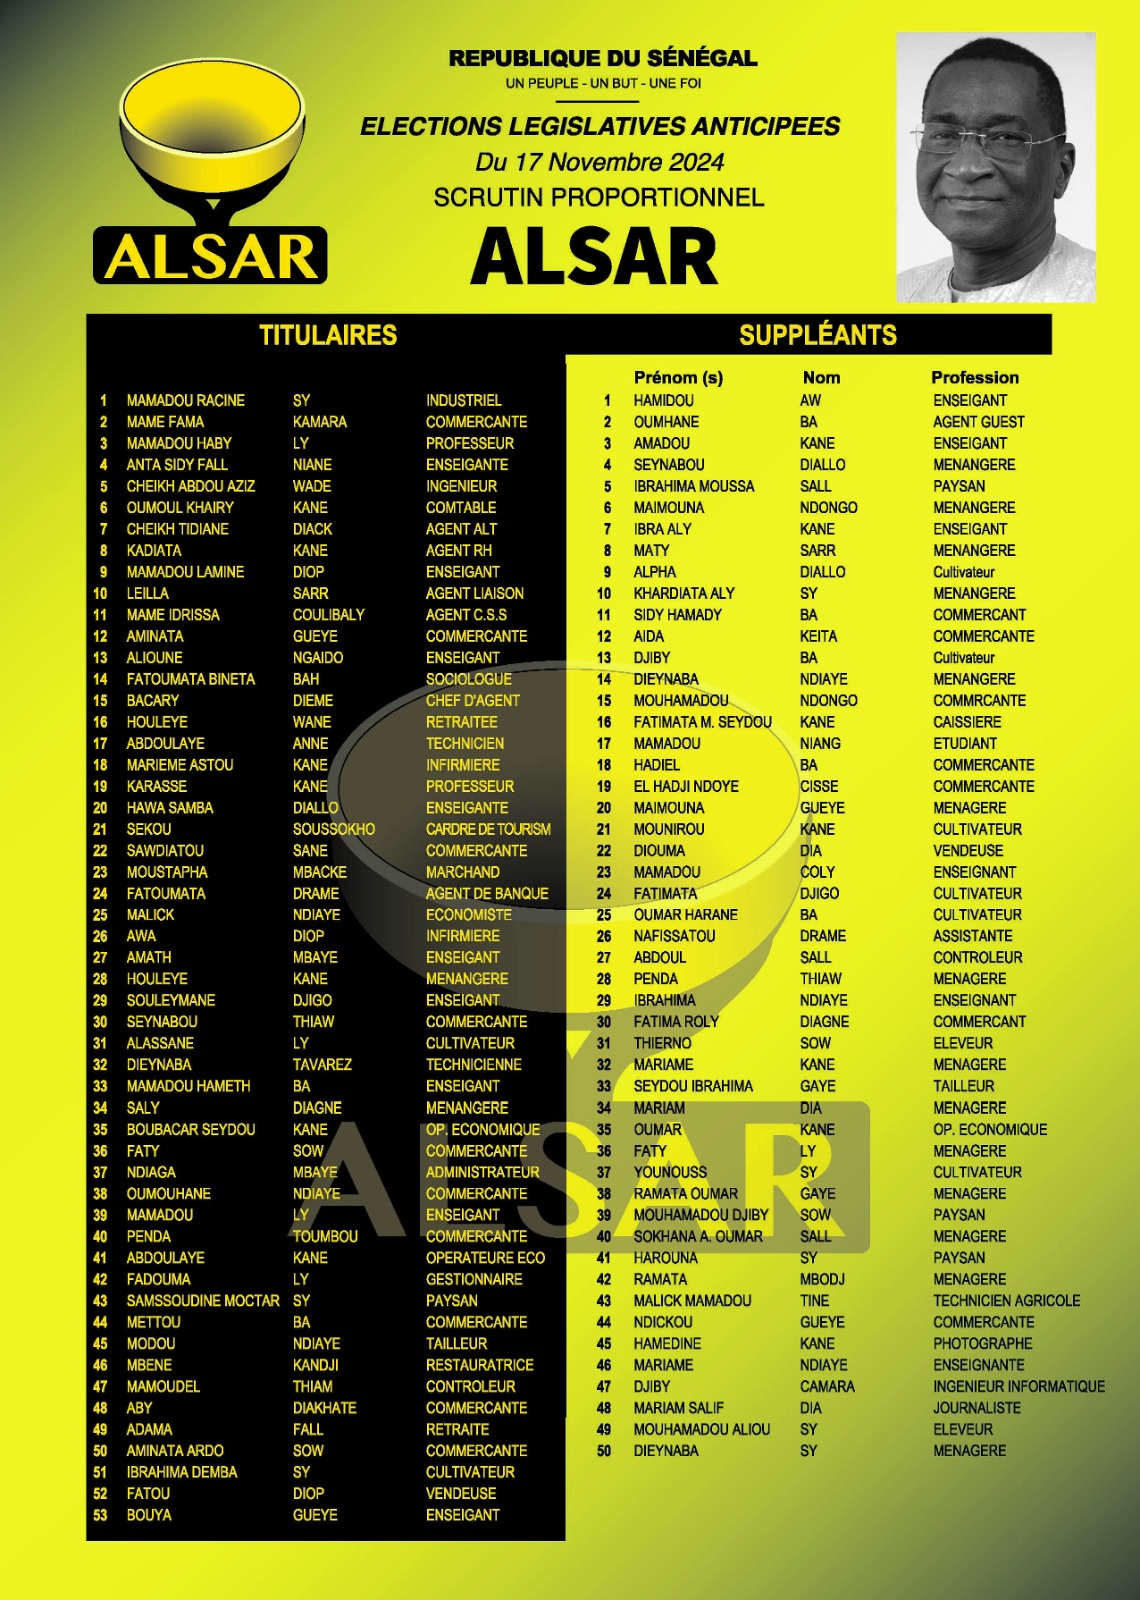 REPUBLIQUE DU SÉNÉGAL
UN PEUPLE - UN BUT - UNE FOI
ELECTIONS LEGISLATIVES ANTICIPEES
Du 17 Novembre 2024
SCRUTIN PROPORTIONNEL
ALSAR
ALSAR
TITULAIRES
1 MAMADOU RACINE SY INDUSTRIEL
2 MAME FAMA KAMARA COMMERCANTE
3 MAMADOU HABY LY PROFESSEUR
4 ANTA SIDY FALL NIANE ENSEIGANTE
5 CHEIKH ABDOU AZIZ WADE INGENIEUR
6 OUMOUL KHAIRY KANE COMTABLE
7 CHEIKH TIDIANE DIACK AGENT ALT
8 KADIATA KANE AGENT RH
9 MAMADOU LAMINE DIOP ENSEIGANT
10 LEILLA SARR AGENT LIAISON
11 MAME IDRISSA COULIBALY AGENT C.S.S
12 AMINATA GUEYE COMMERCANTE
13 ALIOUNE NGAIDO ENSEIGANT
14 FATOUMATA BINETA BAH SOCIOLOGUE
15 BACARY DIEME CHEF D'AGENT
16 HOULEYE WANE RETRAITEE
17 ABDOULAYE ANNE TECHNICIEN
18 MARIEME ASTOU KANE INFIRMIERE
19 KARASSE KANE PROFESSEUR
20 HAWA SAMBA DIALLO ENSEIGANTE
21 SEKOU SOUSSOKHO CARDRE DE TOURISM
22 SAWDIATOU SANE COMMERCANTE
23 MOUSTAPHA MBACKE MARCHAND
24 FATOUMATA DRAME AGENT DE BANQUE
25 MALICK NDIAYE ECONOMISTE
26 AWA DIOP INFIRMIERE
27 AMATH MBAYE ENSEIGANT
28 HOULEYE KANE MENANGERE
29 SOULEYMANE DJIGO ENSEIGANT
30 SEYNABOU THIAW COMMERCANTE
31 ALASSANE LY CULTIVATEUR
32 DIEYNABA TAVAREZ TECHNICIENNE
33 MAMADOU HAMETH BA ENSEIGANT
34 SALY DIAGNE MENANGERE
35 BOUBACAR SEYDOU KANE OP. ECONOMIQUE
36 FATY SOW COMMERCANTE
37 NDIAGA MBAYE ADMINISTRATEUR
38 OUMOUHANE NDIAYE COMMERCANTE
39 MAMADOU LY ENSEIGANT
40 PENDA TOUMBOU COMMERCANTE
41 ABDOULAYE KANE OPERATEURE ECO
42 FADOUMA LY GESTIONNAIRE
43 SAMSSOUDINE MOCTAR SY PAYSAN
44 METTOU BA COMMERCANTE
45 MODOU NDIAYE TAILLEUR
46 MBENE KANDJI RESTAURATRICE
47 MAMOUDEL THIAM CONTROLEUR
48 ABY DIAKHATE COMMERCANTE
49 ADAMA FALL RETRAITE
50 AMINATA ARDO SOW COMMERCANTE
51 IBRAHIMA DEMBA SY CULTIVATEUR
52 FATOU DIOP VENDEUSE
53 BOUYA GUEYE ENSEIGANT
SUPPLÉANTS
Prénom (s) Nom Profession
1 HAMIDOU AW ENSEIGANT
2 OUMHANE BA AGENT GUEST
3 AMADOU KANE ENSEIGANT
4 SEYNABOU DIALLO MENANGERE
5 IBRAHIMA MOUSSA SALL PAYSAN
6 MAIMOUNA NDONGO MENANGERE
7 IBRA ALY KANE ENSEIGANT
8 MATY SARR MENANGERE
9 ALPHA DIALLO Cultivateur
10 KHARDIATA ALY SY MENANGERE
11 SIDY HAMADY BA COMMERCANT
12 AIDA KEITA COMMERCANTE
13 DJIBY BA Cultivateur
14 DIEYNABA NDIAYE MENANGERE
15 MOUHAMADOU NDONGO COMMRCANTE
16 FATIMATA M. SEYDOU KANE CAISSIERE
17 MAMADOU NIANG ETUDIANT
18 HADIEL BA COMMERCANTE
19 EL HADJI NDOYE CISSE COMMERCANTE
20 MAIMOUNA GUEYE MENAGERE
21 MOUNIROU KANE CULTIVATEUR
22 DIOUMA DIA VENDEUSE
23 MAMADOU COLY ENSEIGNANT
24 FATIMATA DJIGO CULTIVATEUR
25 OUMAR HARANE BA CULTIVATEUR
26 NAFISSATOU DRAME ASSISTANTE
27 ABDOUL SALL CONTROLEUR
28 PENDA THIAW MENAGERE
29 IBRAHIMA NDIAYE ENSEIGNANT
30 FATIMA ROLY DIAGNE COMMERCANT
31 THIERNO SOW ELEVEUR
32 MARIAME KANE MENAGERE
33 SEYDOU IBRAHIMA GAYE TAILLEUR
34 MARIAM DIA MENAGERE
35 OUMAR KANE OP. ECONOMIQUE
36 FATY LY MENAGERE
37 YOUNOUSS SY CULTIVATEUR
38 RAMATA OUMAR GAYE MENAGERE
39 MOUHAMADOU DJIBY SOW PAYSAN
40 SOKHANA A. OUMAR SALL MENAGERE
41 HAROUNA SY PAYSAN
42 RAMATA MBODJ MENAGERE
43 MALICK MAMADOU TINE TECHNICIEN AGRICOLE
44 NDICKOU GUEYE COMMERCANTE
45 HAMEDINE KANE PHOTOGRAPHE
46 MARIAME NDIAYE ENSEIGNANTE
47 DJIBY CAMARA INGENIEUR INFORMATIQUE
48 MARIAM SALIF DIA JOURNALISTE
49 MOUHAMADOU ALIOU SY ELEVEUR
50 DIEYNABA SY MENAGERE
ALSAR